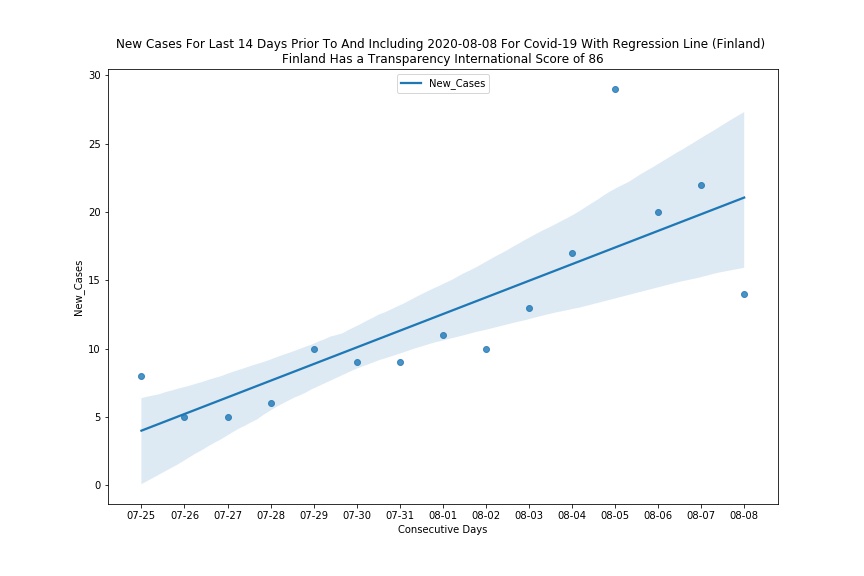 New Cases For Last 14 Days Prior To And Including 2020-08-08 For Covid-19 With Regression Line (Finland)
Finland Has a Transparency International Score of 86
New_Cases
30
25
20
15
10
5
0
New_Cases
07-25 07-26 07-27 07-28 07-29 07-30 07-31 08-01 08-02 08-03 08-04 08-05 08-06 08-07 08-08
Consecutive Days